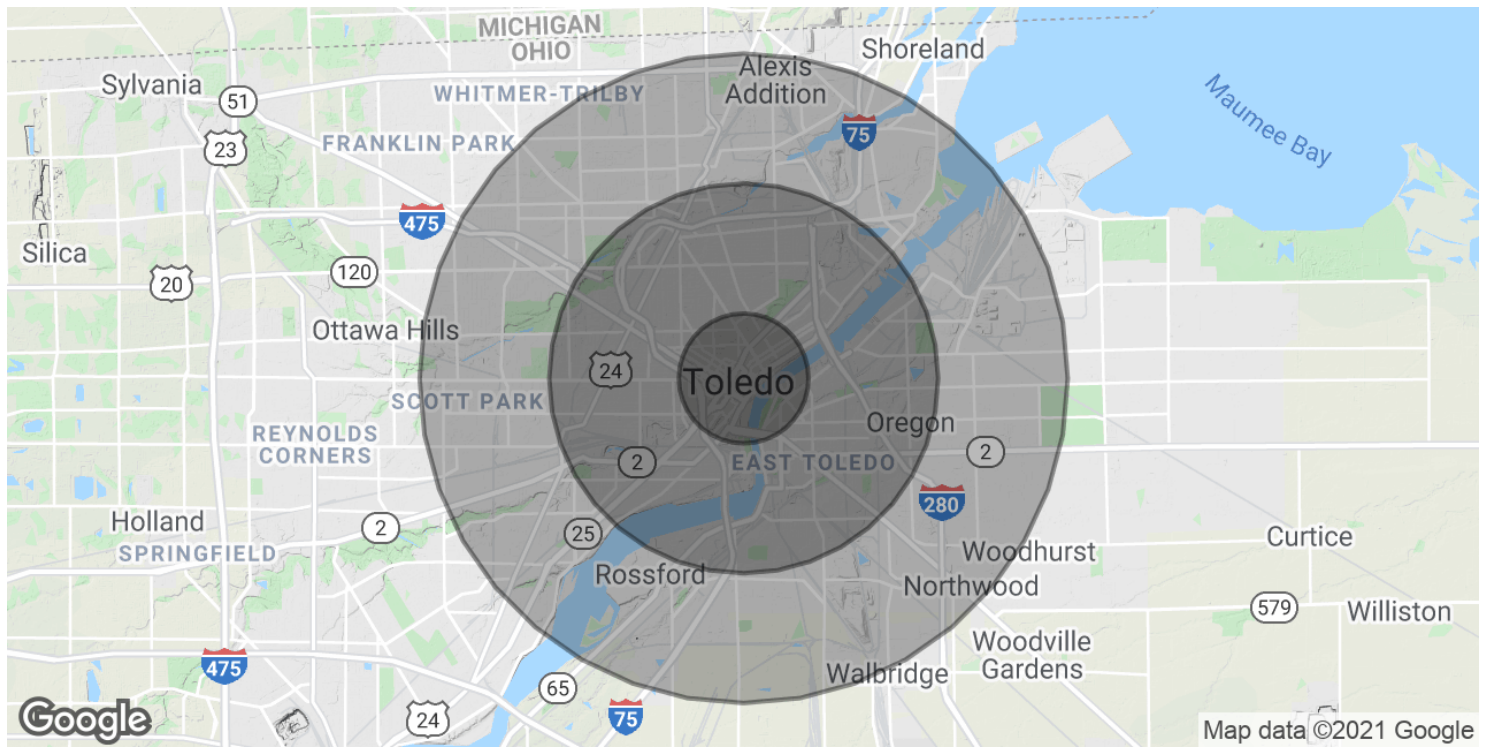 MICHIGAN
OHIO
Shoreland
Sylvania
Alexis
Addition
51
WHITMER-TRILBY
Maumee Bay
75
FRANKLIN PARK
23
475
Silica
120
20
Ottawa Hills
24
Toledo
SCOTT PARK
Oregon
REYNOLDS
CORNERS
2
EAST TOLEDO
2
280
Holland
2
25
SPRINGFIELD
Woodhurst
Curtice
Rossford
Northwood
579
Williston
475
Woodville
Gardens
Walbridge
65
75
24
Google
Map data ©2021 Google